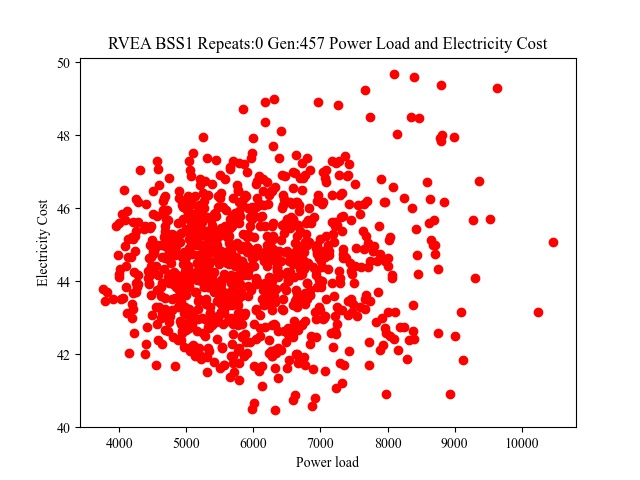 RVEA BSS1 Repeats:0 Gen:457 Power Load and Electricity Cost
50
48
46
44
42
40
Electricity Cost
4000 5000 6000 7000 8000 9000 10000
Power load